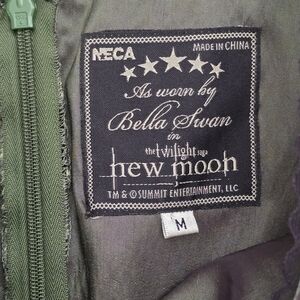 NECA MADE IN CHINA
As worn by
Bella Swan
in
the twilight saga
new moon
TM & © SUMMIT ENTERTAINMENT, LLC
M